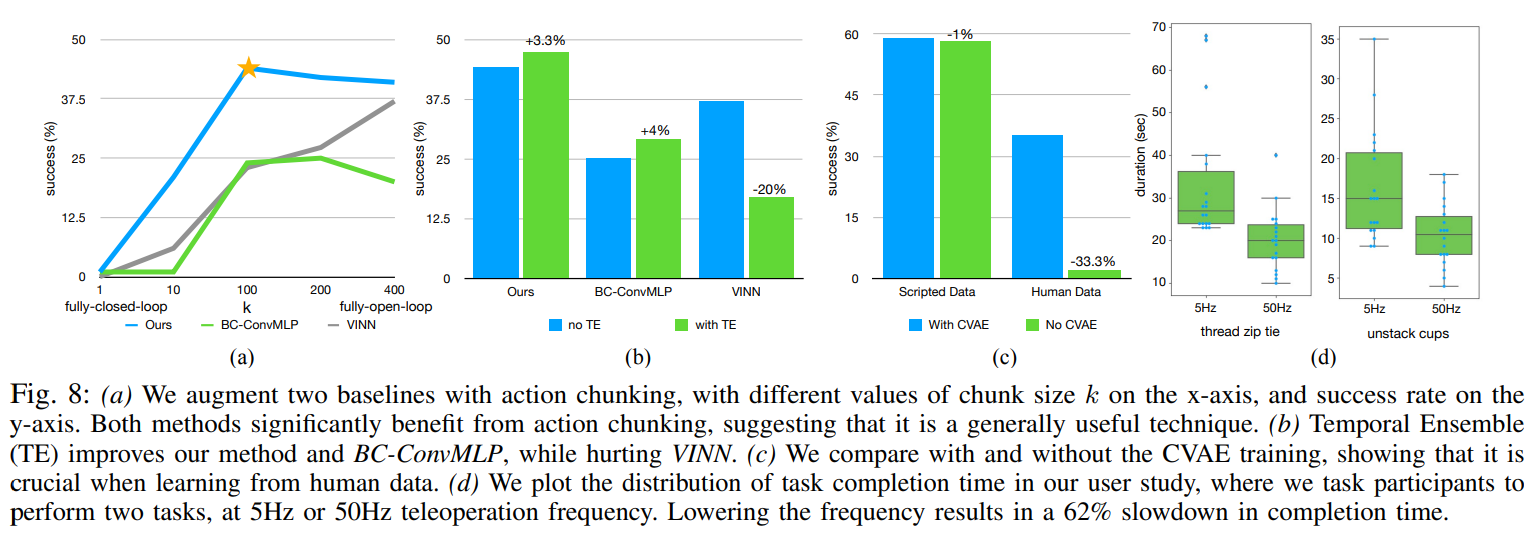 50
37.5
25
12.5
0
success (%)
1
10
100
200
400
fully-closed-loop
k
fully-open-loop
Ours
BC-ConvMLP
VINN
(a)
50
37.5
25
12.5
0
success (%)
+3.3%
+4%
-20%
Ours
BC-ConvMLP
VINN
no TE
with TE
(b)
60
45
30
15
0
success (%)
-1%
-33.3%
Scripted Data
Human Data
With CVAE
No CVAE
(c)
70
60
50
40
30
20
10
duration (sec)
5Hz
50Hz
thread zip tie
35
30
25
20
15
10
5
5Hz
50Hz
unstack cups
(d)
Fig. 8: (a) We augment two baselines with action chunking, with different values of chunk size k on the x-axis, and success rate on the
y-axis. Both methods significantly benefit from action chunking, suggesting that it is a generally useful technique. (b) Temporal Ensemble
(TE) improves our method and BC-ConvMLP, while hurting VINN. (c) We compare with and without the CVAE training, showing that it is
crucial when learning from human data. (d) We plot the distribution of task completion time in our user study, where we task participants to
perform two tasks, at 5Hz or 50Hz teleoperation frequency. Lowering the frequency results in a 62% slowdown in completion time.